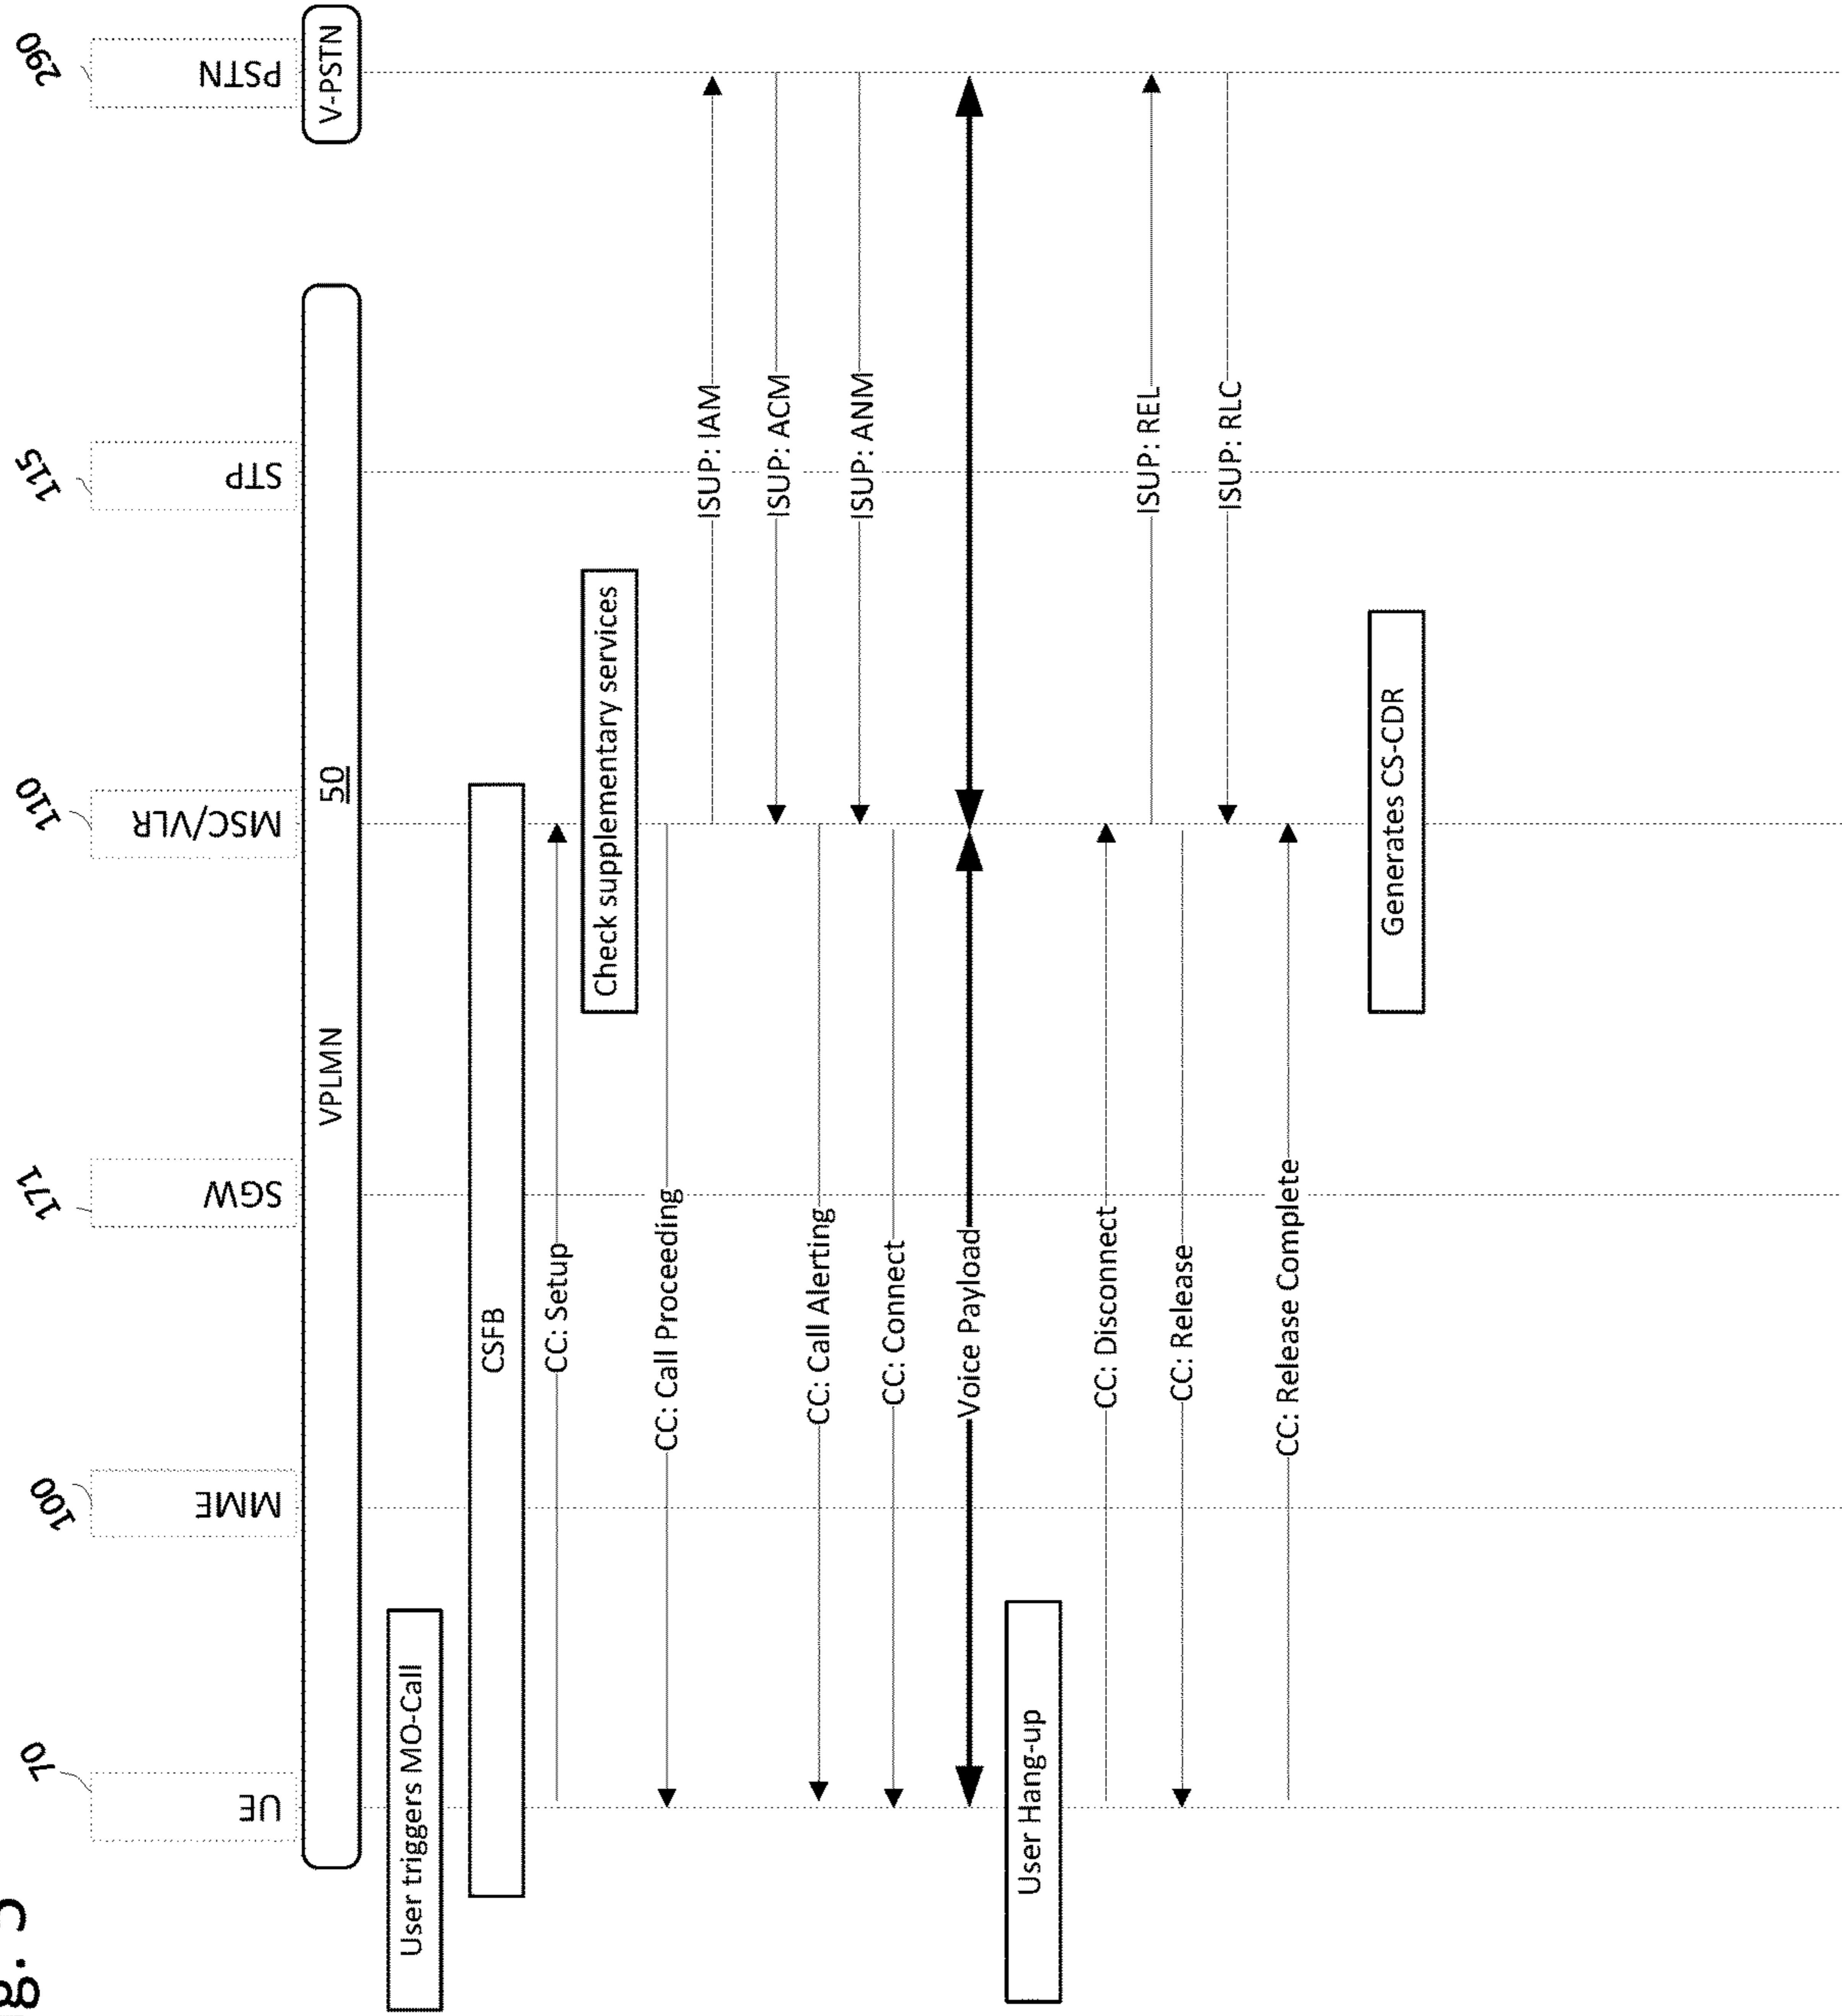 70
100
171
110
115
290
UE
MME
SGW
MSC/VLR
STP
PSTN
VPLMN
50
V-PSTN
User triggers MO-Call
CSFB
CC: Setup
Check supplementary services
CC: Call Proceeding
ISUP: IAM
ISUP: ACM
CC: Call Alerting
ISUP: ANM
CC: Connect
Voice Payload
User Hang-up
CC: Disconnect
ISUP: REL
CC: Release
ISUP: RLC
CC: Release Complete
Generates CS-CDR